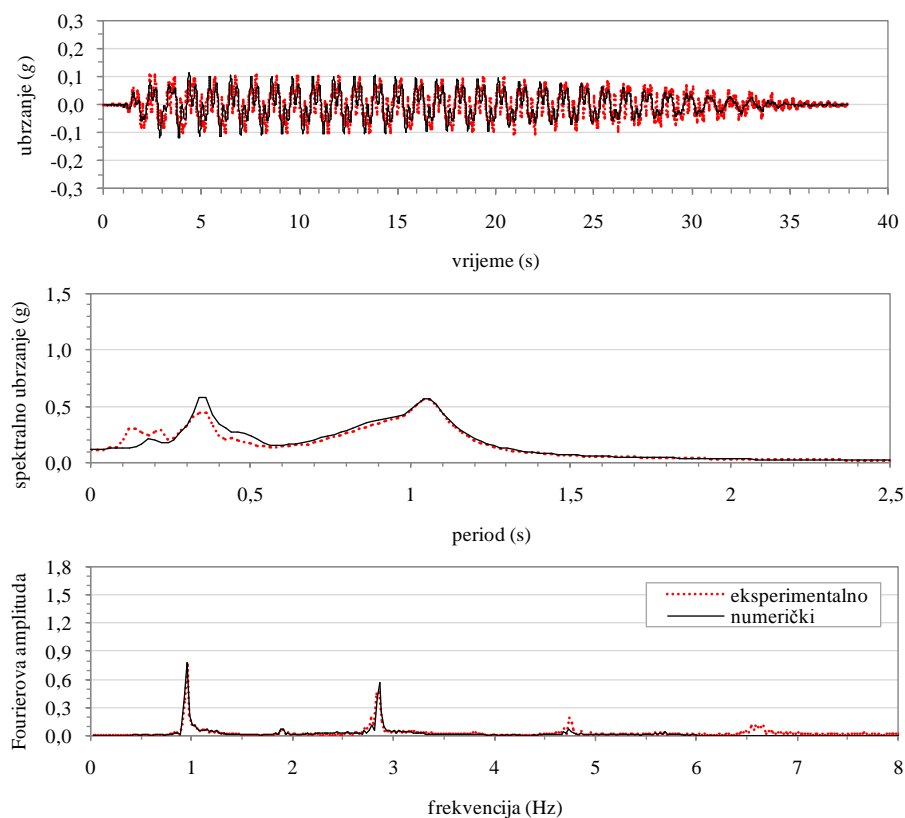 ubrzanje (g)
0,3
0,2
0,1
0,0
-0,1
-0,2
-0,3
0 5 10 15 20 25 30 35 40
vrijeme (s)
spektralno ubrzanje (g)
1,5
1,0
0,5
0,0
0 0,5 1 1,5 2 2,5
period (s)
Fourierova amplituda
1,8
1,5
1,2
0,9
0,6
0,3
0,0
eksperimentalno
numerički
0 1 2 3 4 5 6 7 8
frekvencija (Hz)